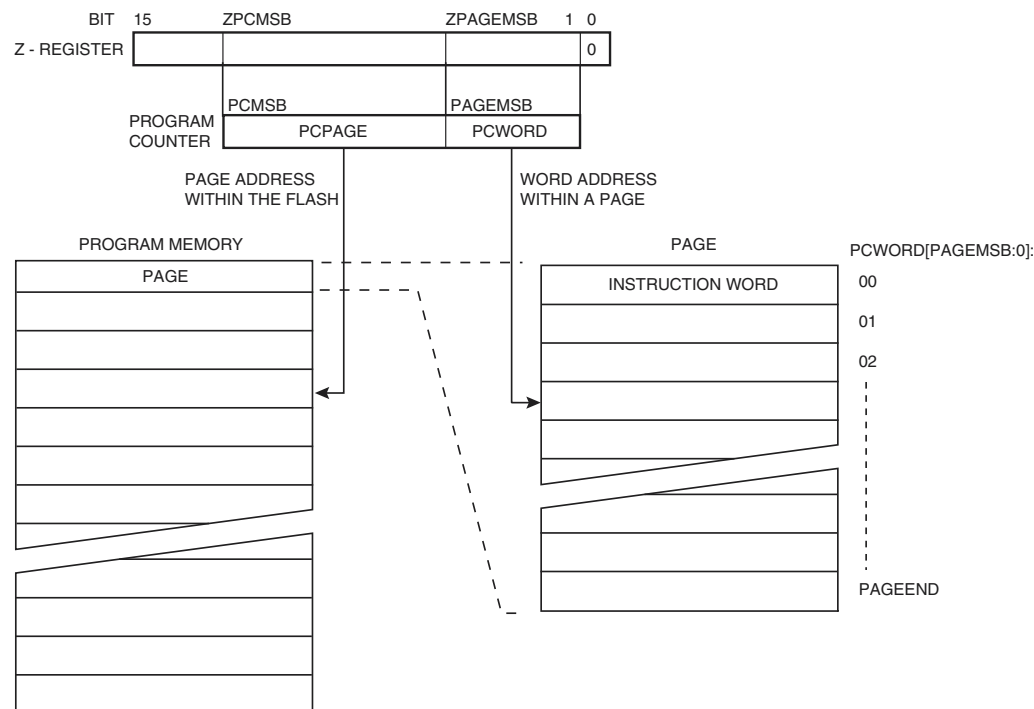 BIT 15 ZPCMSB ZPAGEMSB 1 0
Z - REGISTER 0
PCMSB PAGEMSB
PROGRAM
COUNTER
PCPAGE PCWORD
PAGE ADDRESS
WITHIN THE FLASH
WORD ADDRESS
WITHIN A PAGE
PROGRAM MEMORY
PAGE
PAGE
PCWORD[PAGEMSB:0]:
INSTRUCTION WORD 00
01
02
PAGEEND